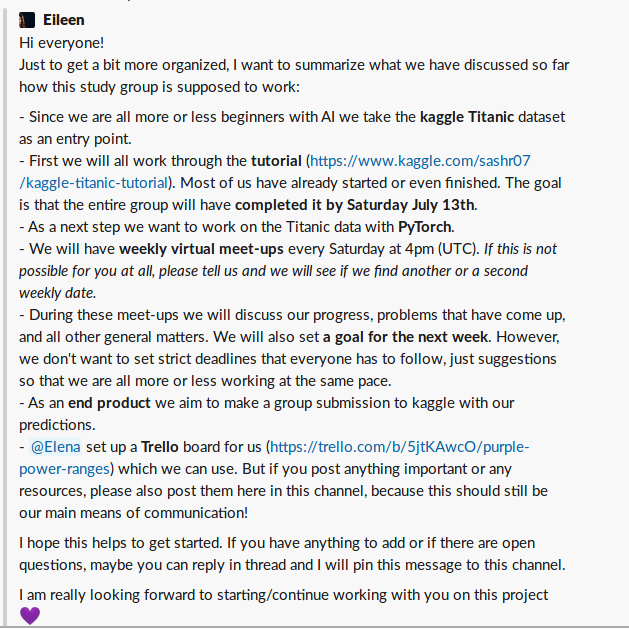 Eileen
Hi everyone!
Just to get a bit more organized, I want to summarize what we have discussed so far
how this study group is supposed to work:
- Since we are all more or less beginners with AI we take the kaggle Titanic dataset
as an entry point.
- First we will all work through the tutorial (https://www.kaggle.com/sashr07
/kaggle-titanic-tutorial). Most of us have already started or even finished. The goal
is that the entire group will have completed it by Saturday July 13th.
- As a next step we want to work on the Titanic data with PyTorch.
- We will have weekly virtual meet-ups every Saturday at 4pm (UTC). If this is not
possible for you at all, please tell us and we will see if we find another or a second
weekly date.
- During these meet-ups we will discuss our progress, problems that have come up,
and all other general matters. We will also set a goal for the next week. However,
we don't want to set strict deadlines that everyone has to follow, just suggestions
so that we are all more or less working at the same pace.
- As an end product we aim to make a group submission to kaggle with our
predictions.
- @Elena set up a Trello board for us (https://trello.com/b/5jtKAwcO/purple-
power-ranges) which we can use. But if you post anything important or any
resources, please also post them here in this channel, because this should still be
our main means of communication!
I hope this helps to get started. If you have anything to add or if there are open
questions, maybe you can reply in thread and I will pin this message to this channel.
I am really looking forward to starting/continue working with you on this project
💜